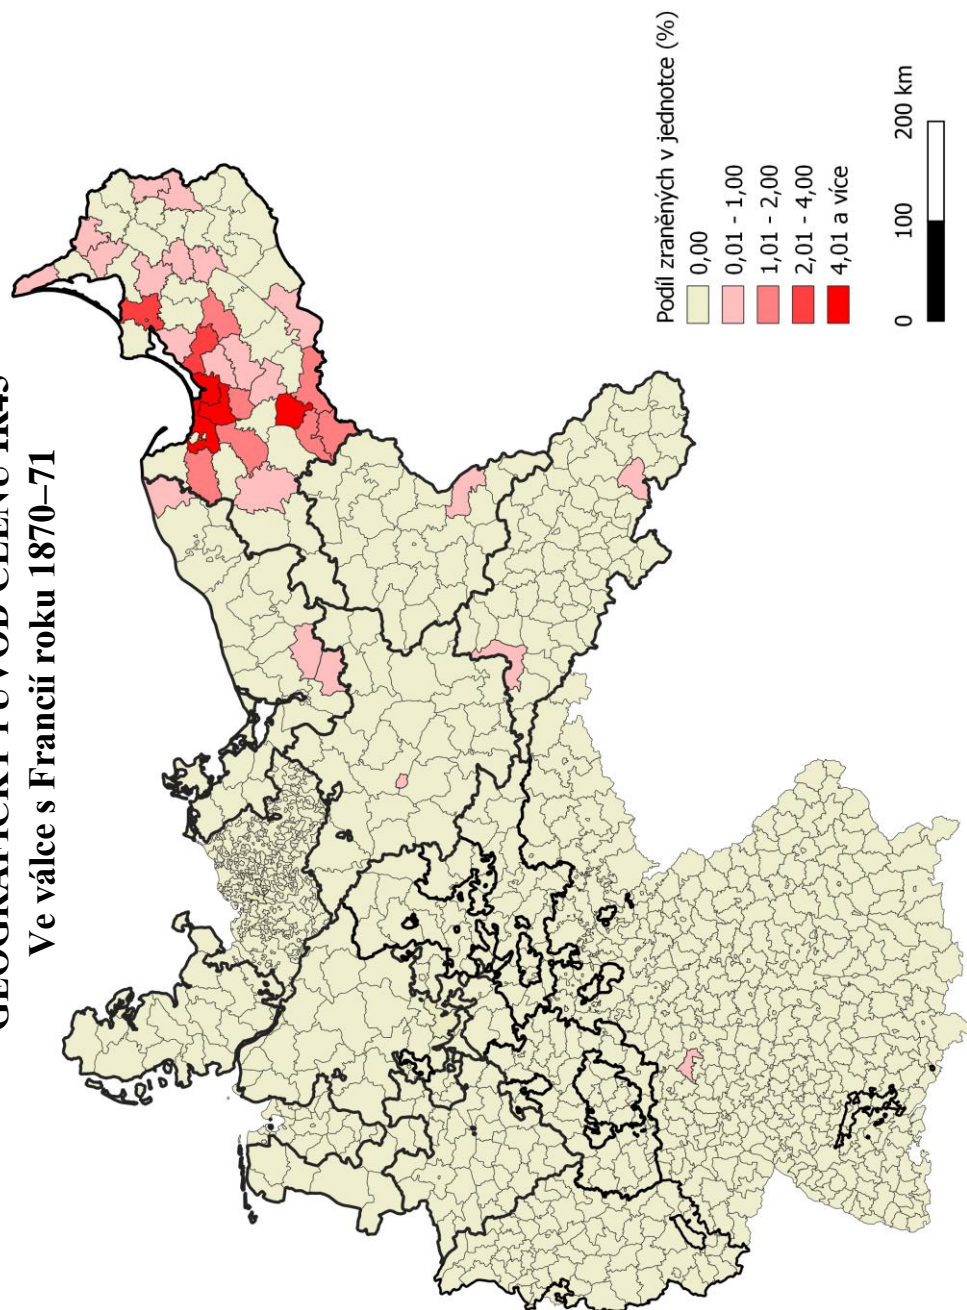 GEOGRAFICKÝ PŮVOD ČLENŮ
Ve válce s Francií roku 1870–71
Podíl zraněných v jednotce (%)
0,00
0,01 - 1,00
1,01 - 2,00
2,01 - 4,00
4,01 a více
0 100 200 km